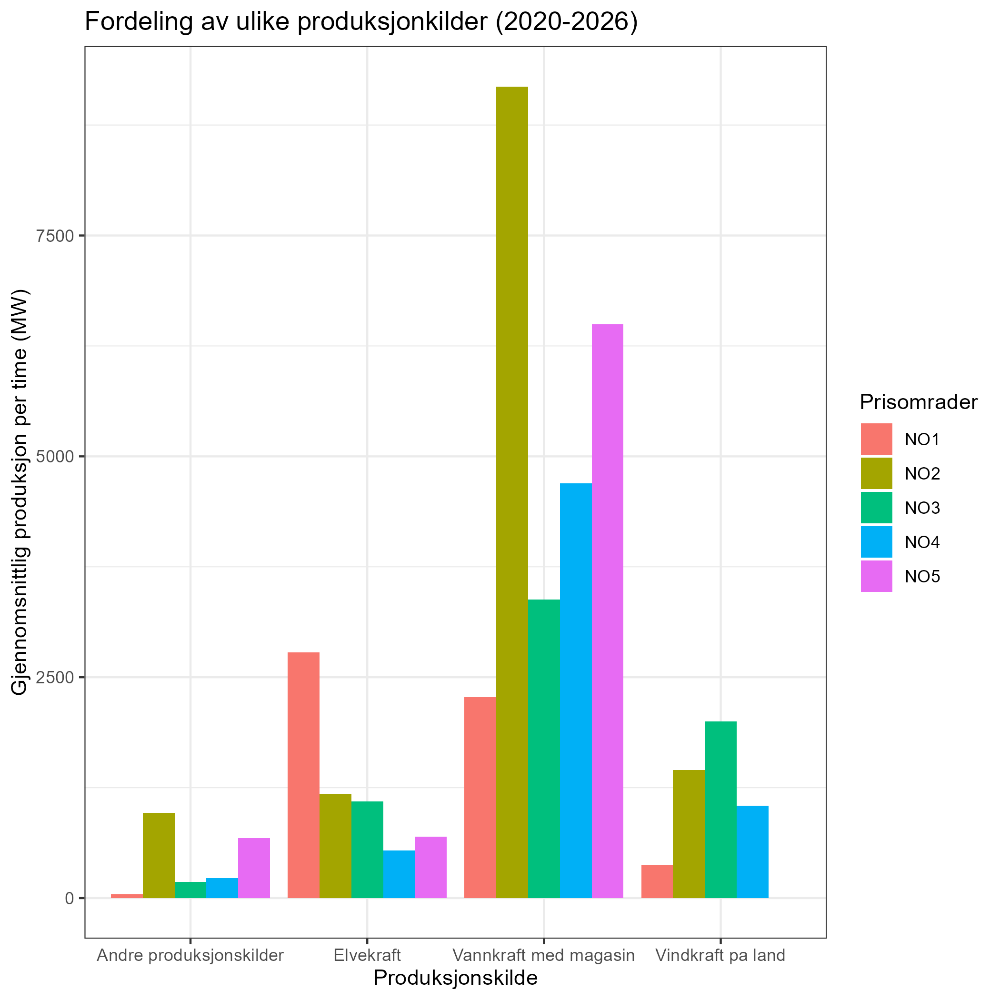 Fordeling av ulike produksjonkilder (2020-2026)
Gjennomsnittlig produksjon per time (MW)
7500
5000
2500
0
Andre produksjonskilder
Elvekraft
Vannkraft med magasin
Vindkraft pa land
Produksjonskilde
Prisomrader
NO1
NO2
NO3
NO4
NO5